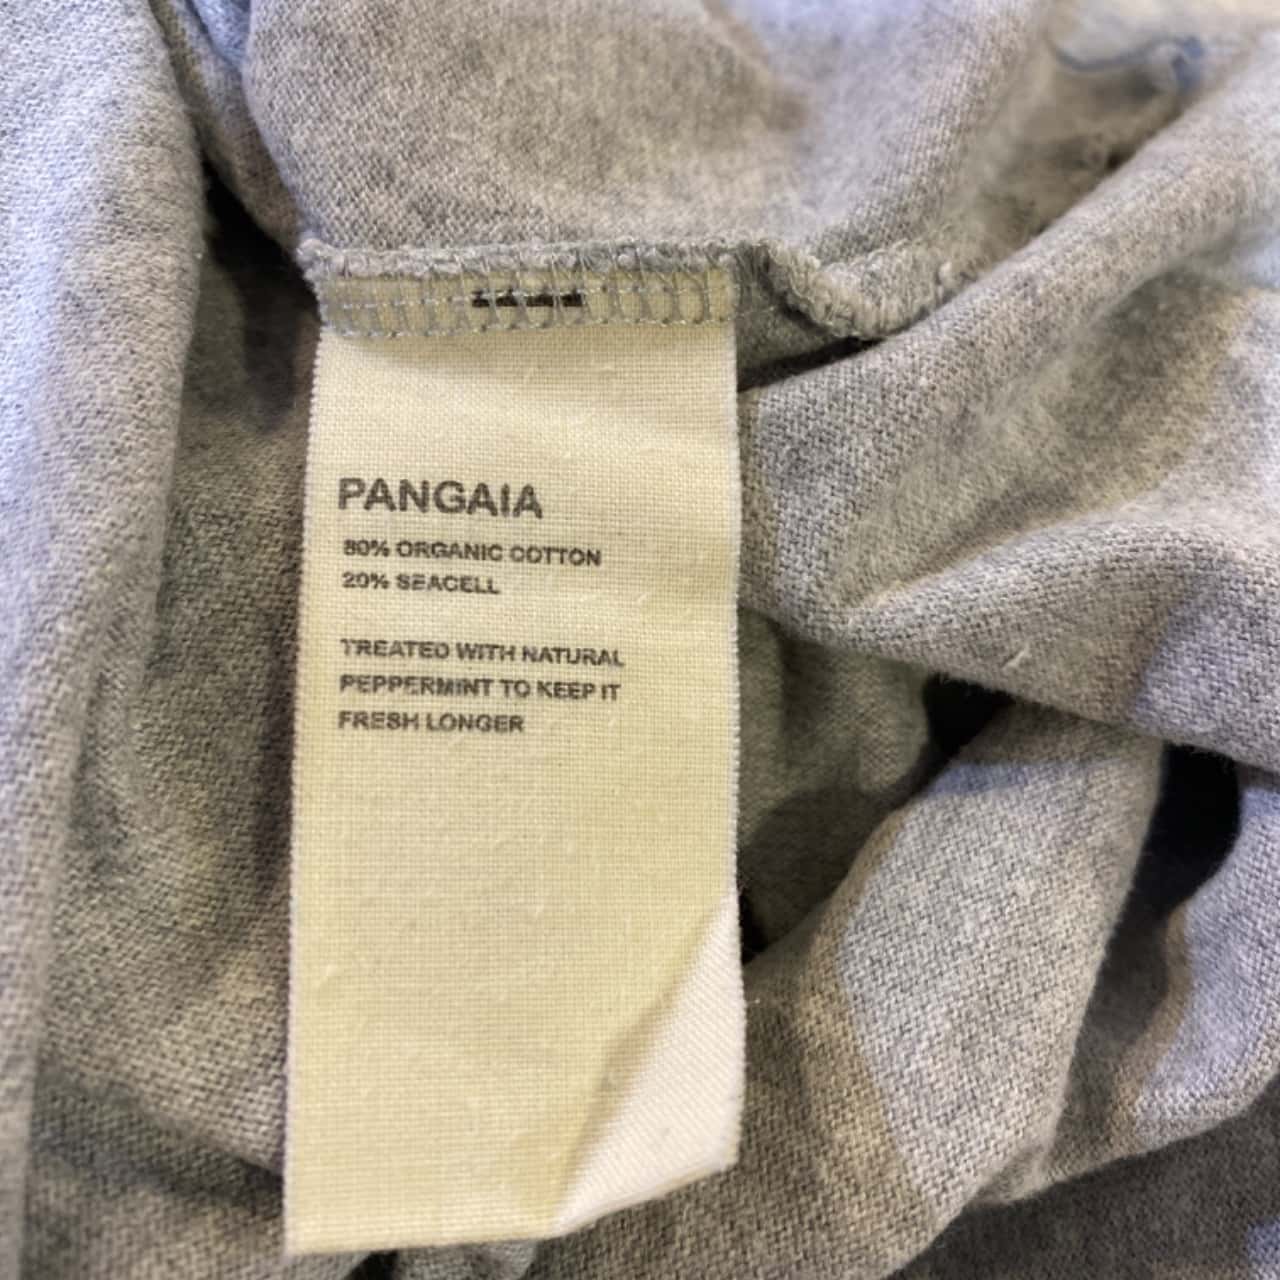 PANGAIA
80% ORGANIC COTTON
20% SEACELL
TREATED WITH NATURAL
PEPPERMINT TO KEEP IT
FRESH LONGER